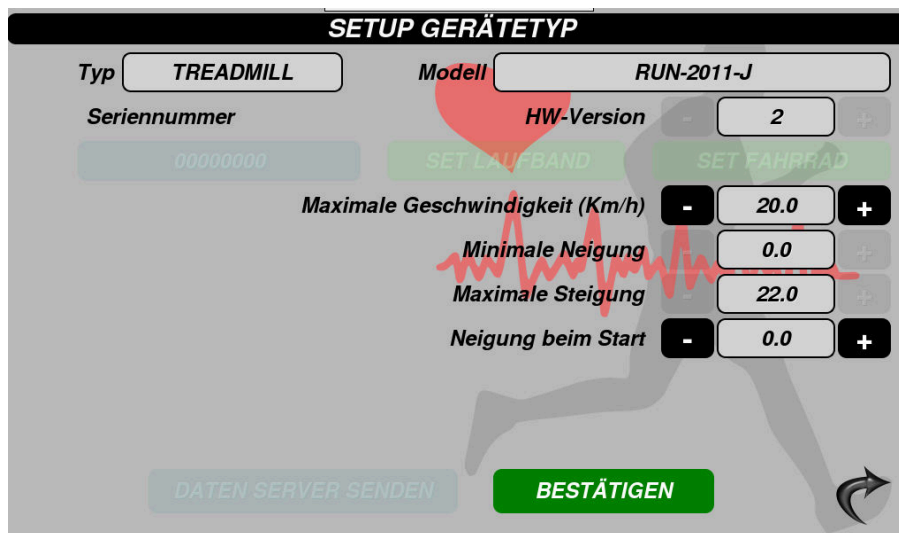 SETUP GERÄTETYP
Typ TREADMILL Modell RUN-2011-J
Seriennummer HW-Version - 2 +
00000000 SET LAUFBAND SET FAHRRAD
Maximale Geschwindigkeit (Km/h) - 20.0 +
Minimale Neigung - 0.0 +
Maximale Steigung - 22.0 +
Neigung beim Start - 0.0 +
DATEN SERVER SENDEN BESTÄTIGEN